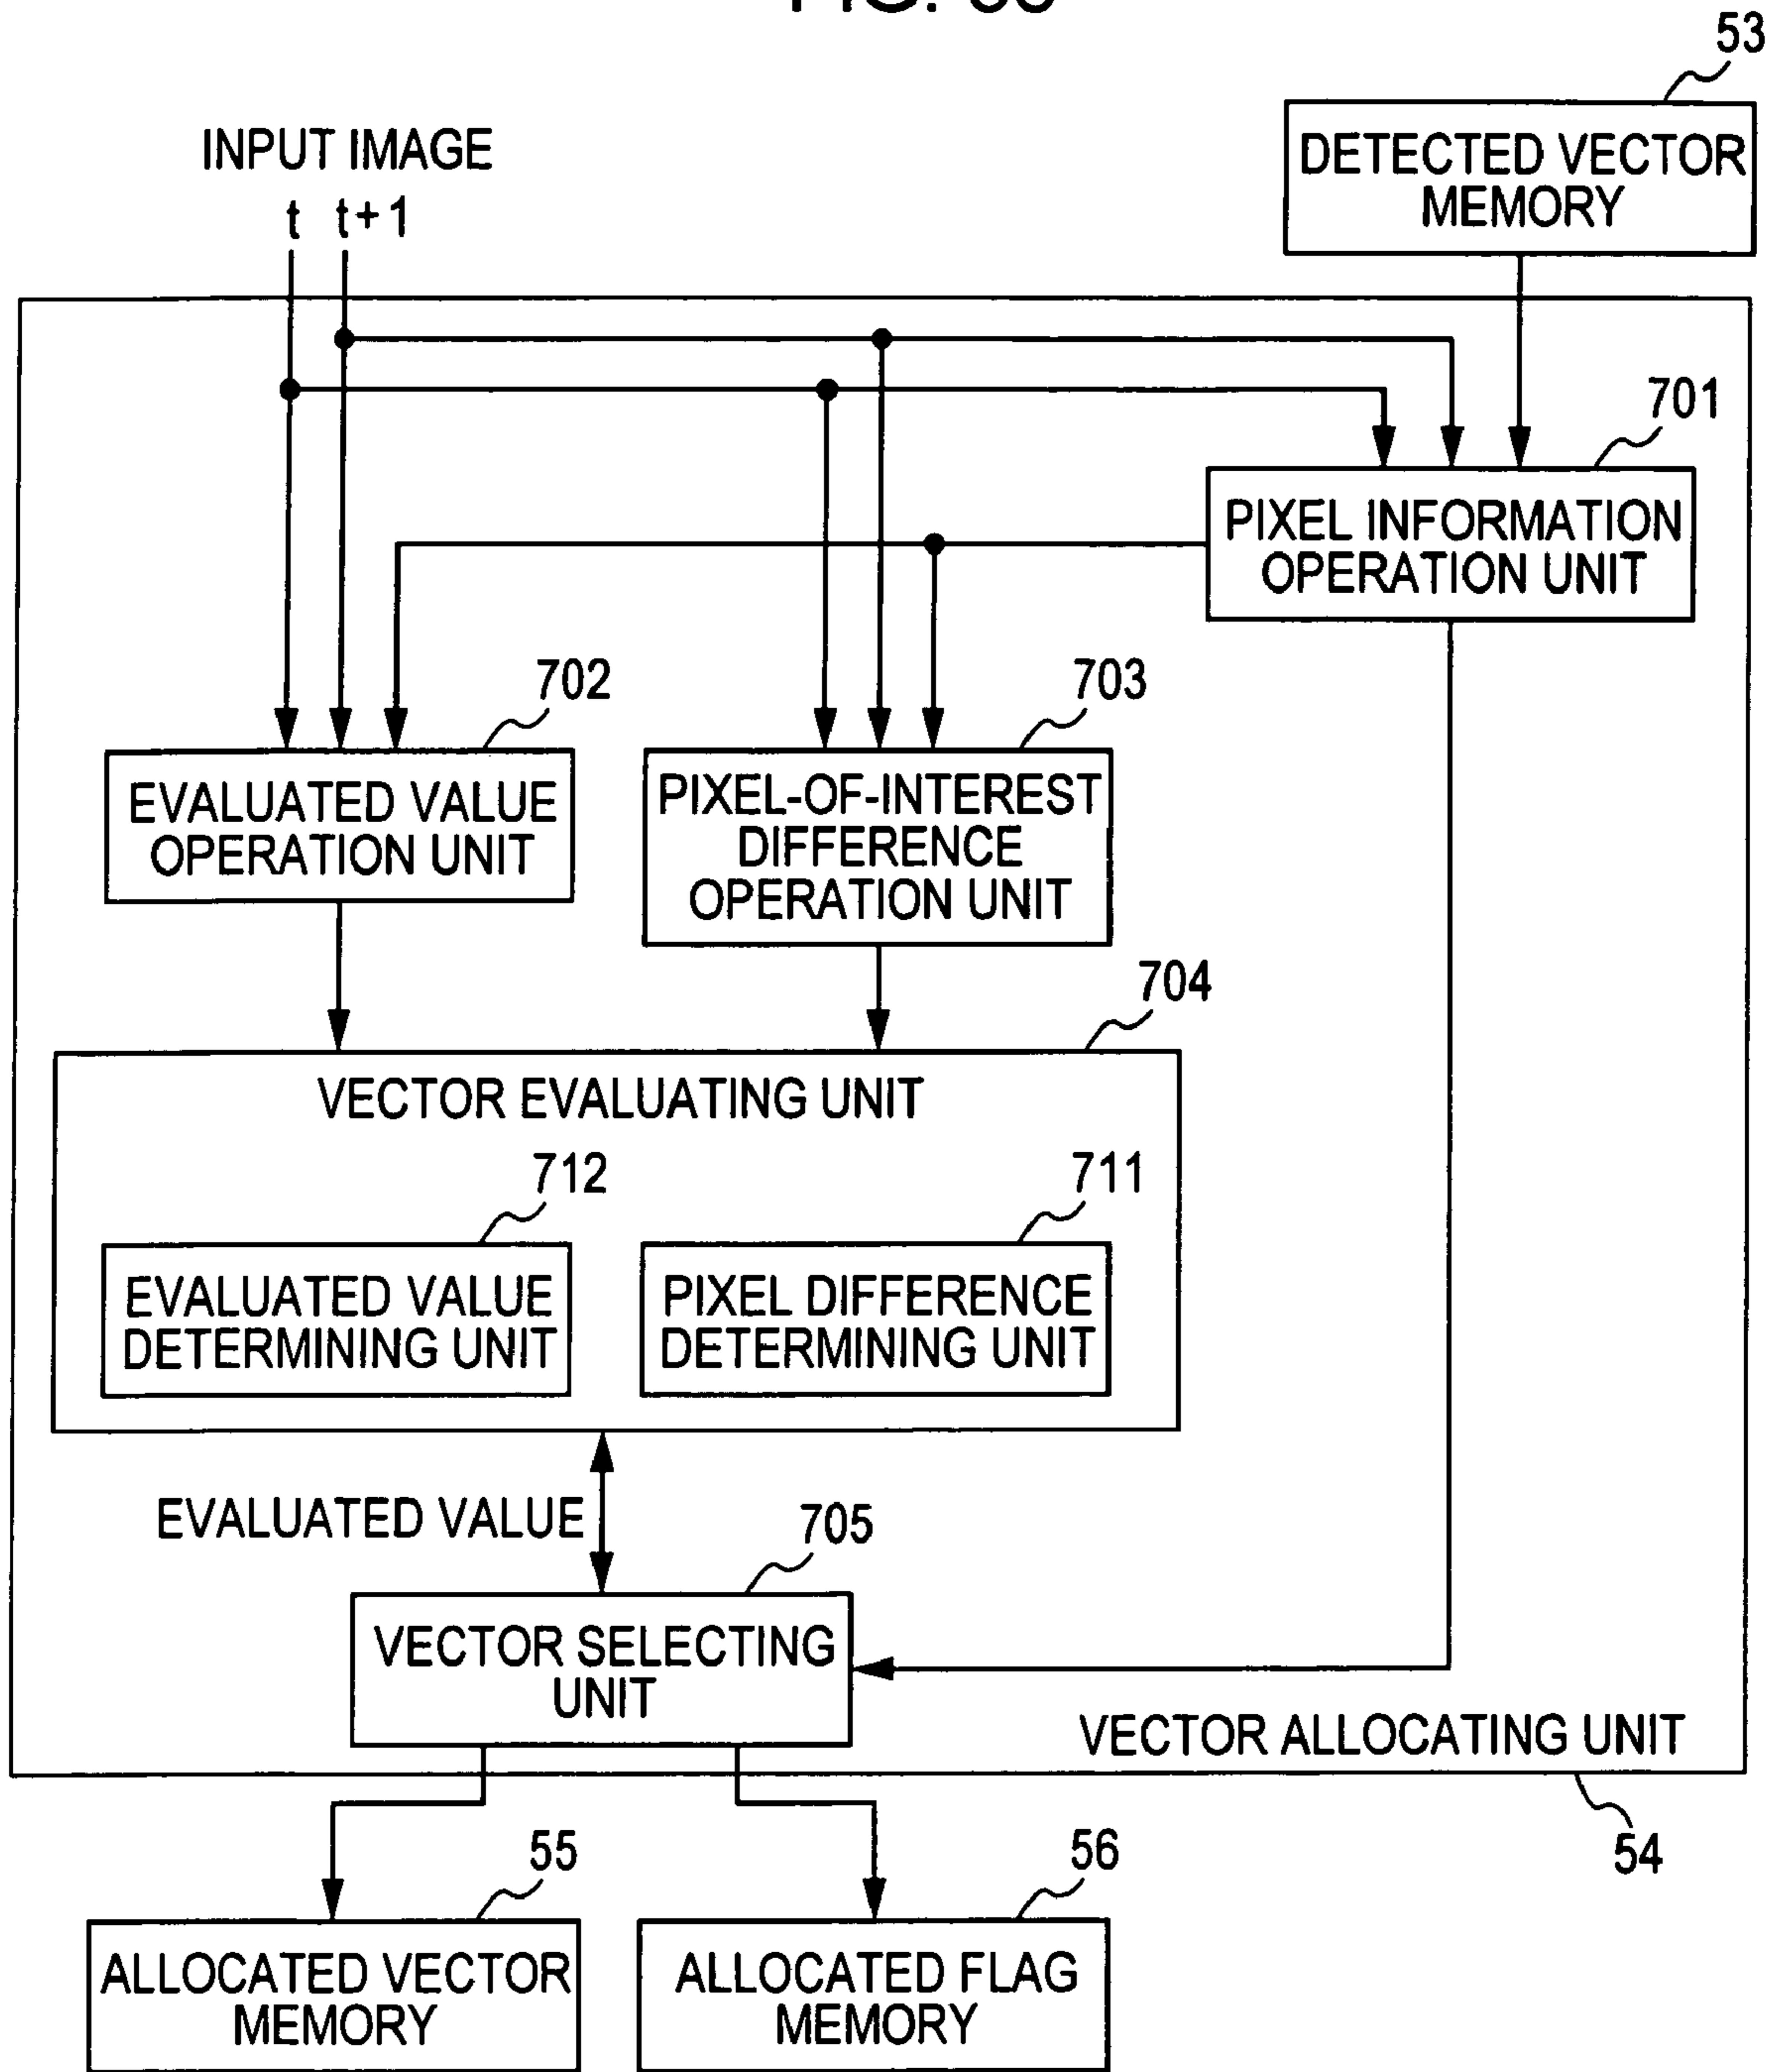 53
INPUT IMAGE
t t+1
DETECTED VECTOR
MEMORY
701
PIXEL INFORMATION
OPERATION UNIT
702
703
EVALUATED VALUE
OPERATION UNIT
PIXEL-OF-INTEREST
DIFFERENCE
OPERATION UNIT
704
VECTOR EVALUATING UNIT
712
711
EVALUATED VALUE
DETERMINING UNIT
PIXEL DIFFERENCE
DETERMINING UNIT
EVALUATED VALUE
705
VECTOR SELECTING
UNIT
VECTOR ALLOCATING UNIT
54
55
56
ALLOCATED VECTOR
MEMORY
ALLOCATED FLAG
MEMORY